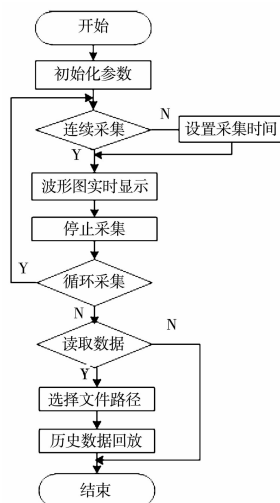 开始
初始化参数
连续采集
N
设置采集时间
Y
波形图实时显示
停止采集
Y
循环采集
N
读取数据
N
Y
选择文件路径
历史数据回放
结束